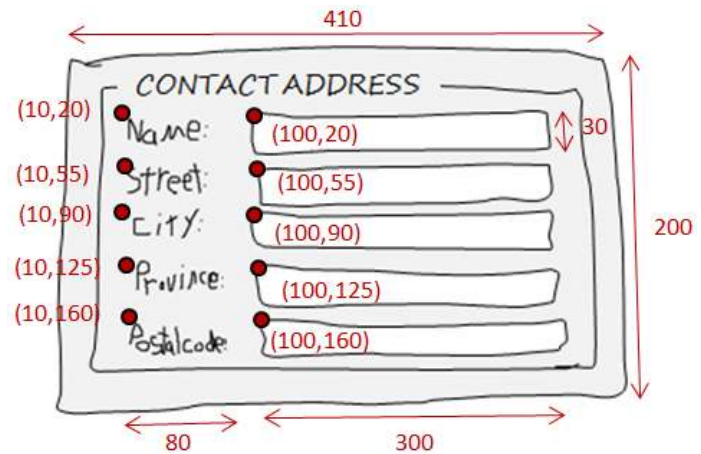 410
CONTACT ADDRESS
(10,20)
Name:
(100,20)
30
(10,55)
Street:
(100,55)
(10,90)
City:
(100,90)
200
(10,125)
Province:
(100,125)
(10,160)
Postalcode:
(100,160)
80
300